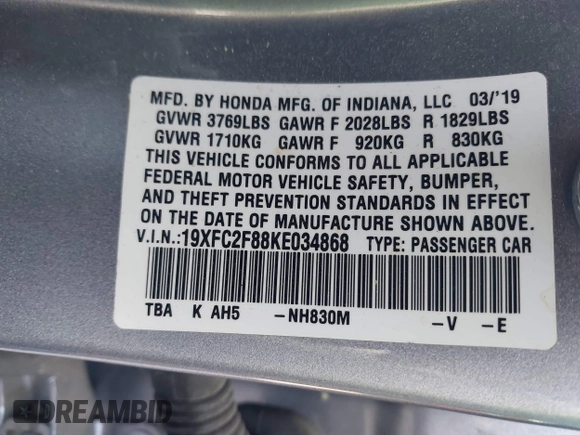 MFD. BY HONDA MFG. OF INDIANA, LLC 03/'19
GVWR 3769LBS GAWR F 2028LBS R 1829LBS
GVWR 1710KG GAWR F 920KG R 830KG
THIS VEHICLE CONFORMS TO ALL APPLICABLE
FEDERAL MOTOR VEHICLE SAFETY, BUMPER,
AND THEFT PREVENTION STANDARDS IN EFFECT
ON THE DATE OF MANUFACTURE SHOWN ABOVE.
V.I.N.:19XFC2F88KE034868 TYPE: PASSENGER CAR
TBA K AH5 -NH830M -V -E
DREAMBID